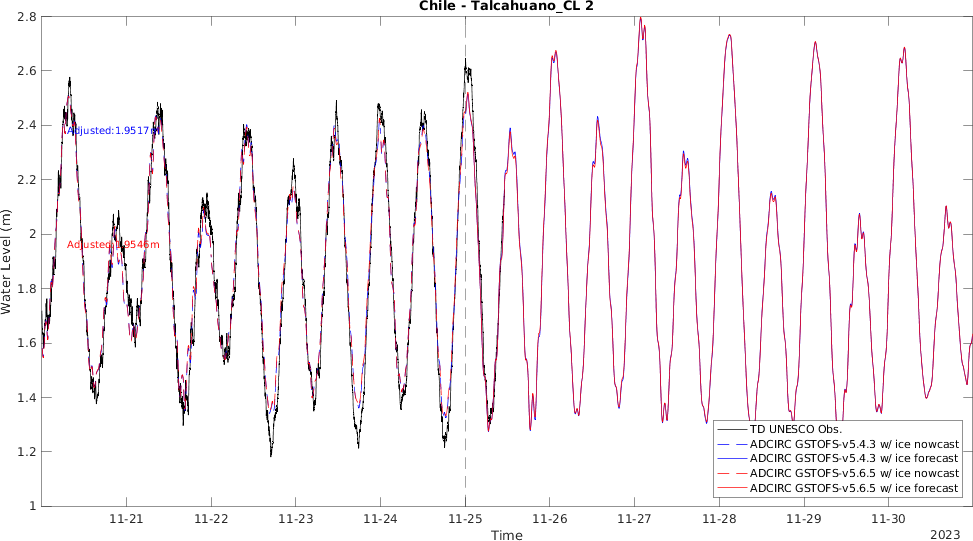 Chile - Talcahuano_CL 2
2.8
2.6
2.4
2.2
2
1.8
1.6
1.4
1.2
1
Water Level (m)
Adjusted:1.9517m
Adjusted:1.9546m
TD UNESCO Obs.
ADCIRC GSTOFS-v5.4.3 w/ ice nowcast
ADCIRC GSTOFS-v5.4.3 w/ ice forecast
ADCIRC GSTOFS-v5.6.5 w/ ice nowcast
ADCIRC GSTOFS-v5.6.5 w/ ice forecast
11-21 11-22 11-23 11-24 11-25 11-26 11-27 11-28 11-29 11-30
Time
2023